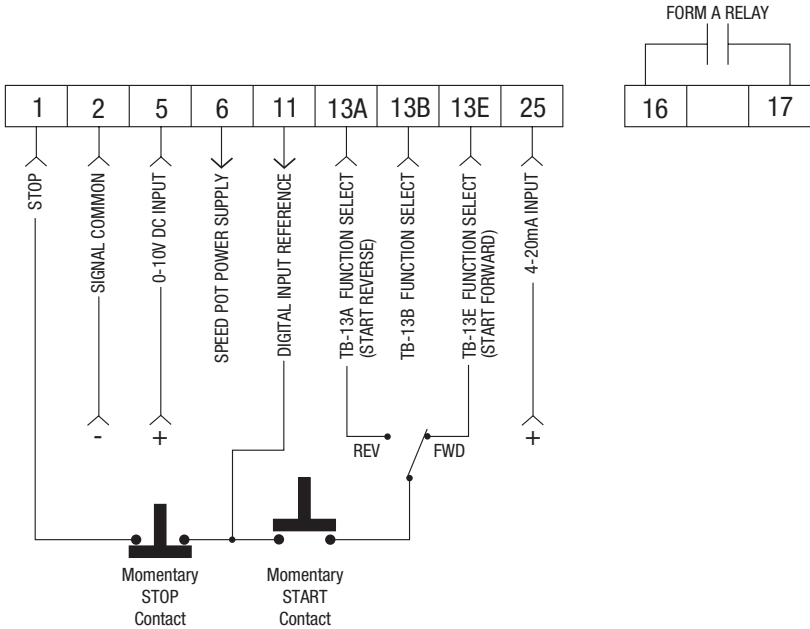 FORM A RELAY
1 2 5 6 11 13A 13B 13E 25
16 17
STOP
SIGNAL COMMON
0-10V DC INPUT
SPEED POT POWER SUPPLY
DIGITAL INPUT REFERENCE
TB-13A FUNCTION SELECT
(START REVERSE)
TB-13B FUNCTION SELECT
TB-13E FUNCTION SELECT
(START FORWARD)
4-20mA INPUT
- + +
REV FWD
Momentary
STOP
Contact
Momentary
START
Contact